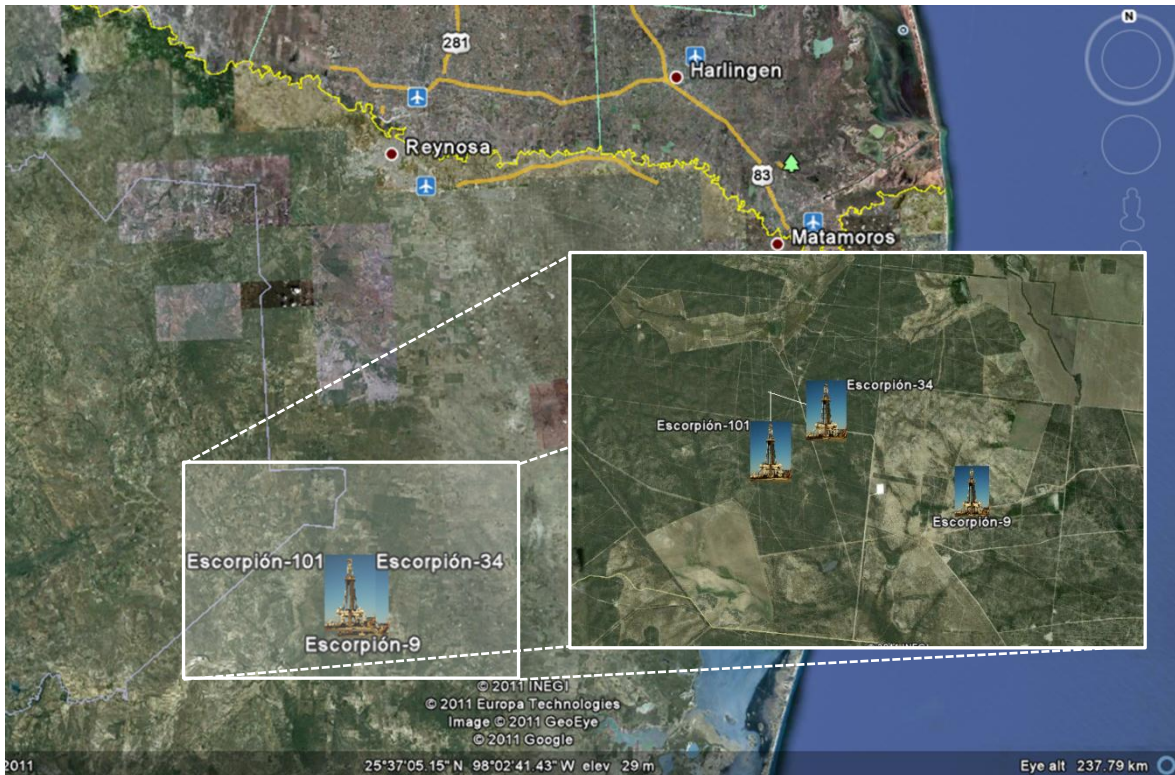 N
281
Harlingen
Reynosa
83
Matamoros
Escorpión-34
Escorpión-101
Escorpión-9
Escorpión-101
Escorpión-34
Escorpión-9
© 2011 INEGI
© 2011 Europa Technologies
Image © 2011 GeoEye
© 2011 Google
2011
25°37'05.15" N 98°02'41.43" W elev 29 m
Eye alt 237.79 km